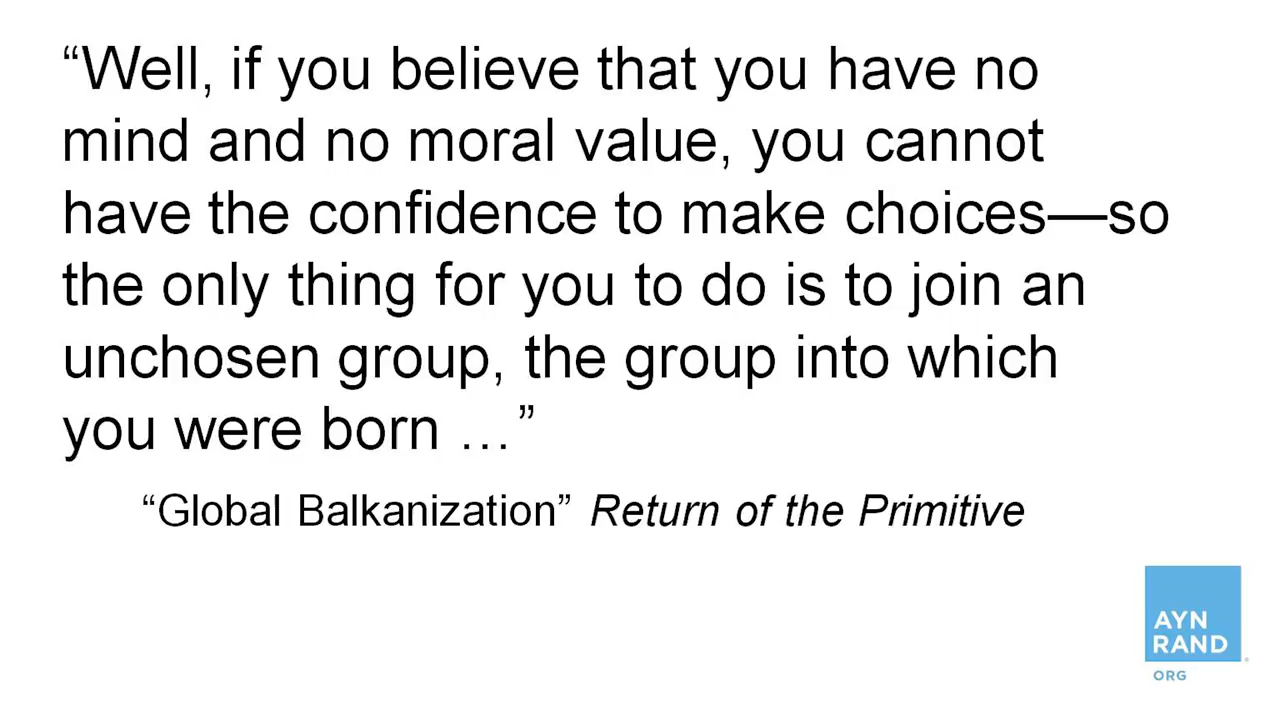 “Well, if you believe that you have no
mind and no moral value, you cannot
have the confidence to make choices—so
the only thing for you to do is to join an
unchosen group, the group into which
you were born …”
“Global Balkanization” Return of the Primitive
AYN
RAND
ORG